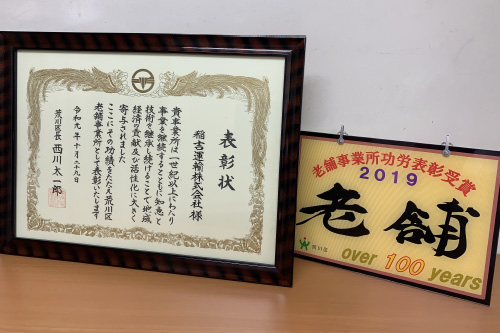 表彰状
稲吉運輸株式会社 様
貴事業所は一世紀以上にわたり
事業を継続するとともに知恵と
技術を継承し続けることで地域
経済の貢献及び活性化に大きく
寄与されました
ここにその功績をたたえ荒川区
老舗事業所として表彰いたします
令和元年十月二十九日
荒川区長 西川太一郎
老舗事業所功労表彰受賞
2019
老舗
荒川区
over 100 years